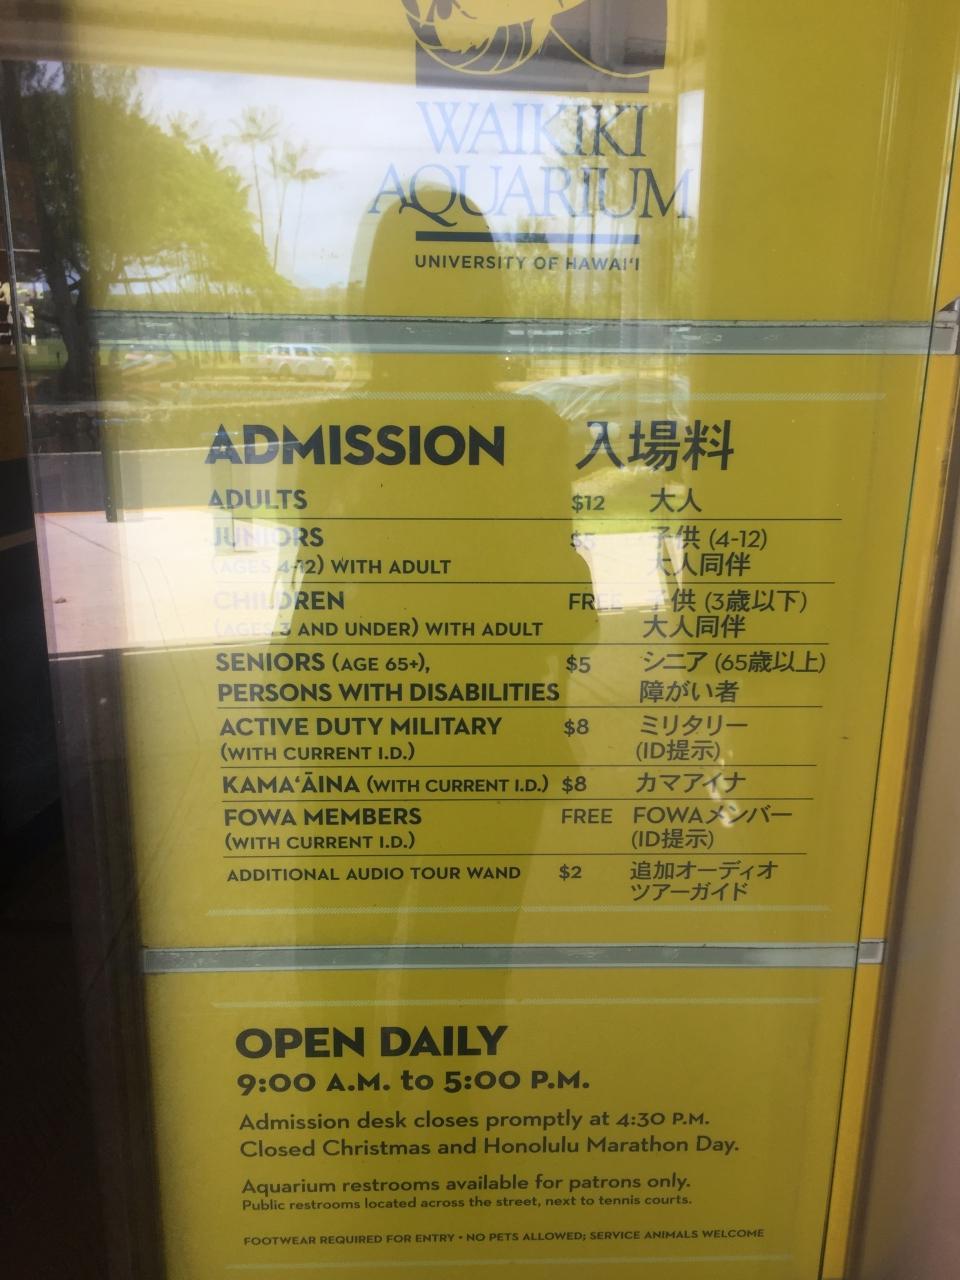 WAIKIKI
AQUARIUM
UNIVERSITY OF HAWAIʻI
ADMISSION 入場料
ADULTS $12 大人
JUNIORS $5 子供 (4-12)
(AGES 4-12) WITH ADULT 大人同伴
CHILDREN FREE 子供 (3歳以下)
(AGES 3 AND UNDER) WITH ADULT 大人同伴
SENIORS (AGE 65+), $5 シニア (65歳以上)
PERSONS WITH DISABILITIES 障がい者
ACTIVE DUTY MILITARY $8 ミリタリー
(WITH CURRENT I.D.) (ID提示)
KAMAʻĀINA (WITH CURRENT I.D.) $8 カマアイナ
FOWA MEMBERS FREE FOWAメンバー
(WITH CURRENT I.D.) (ID提示)
ADDITIONAL AUDIO TOUR WAND $2 追加オーディオ
ツアーガイド
OPEN DAILY
9:00 A.M. to 5:00 P.M.
Admission desk closes promptly at 4:30 P.M.
Closed Christmas and Honolulu Marathon Day.
Aquarium restrooms available for patrons only.
Public restrooms located across the street, next to tennis courts.
FOOTWEAR REQUIRED FOR ENTRY • NO PETS ALLOWED; SERVICE ANIMALS WELCOME